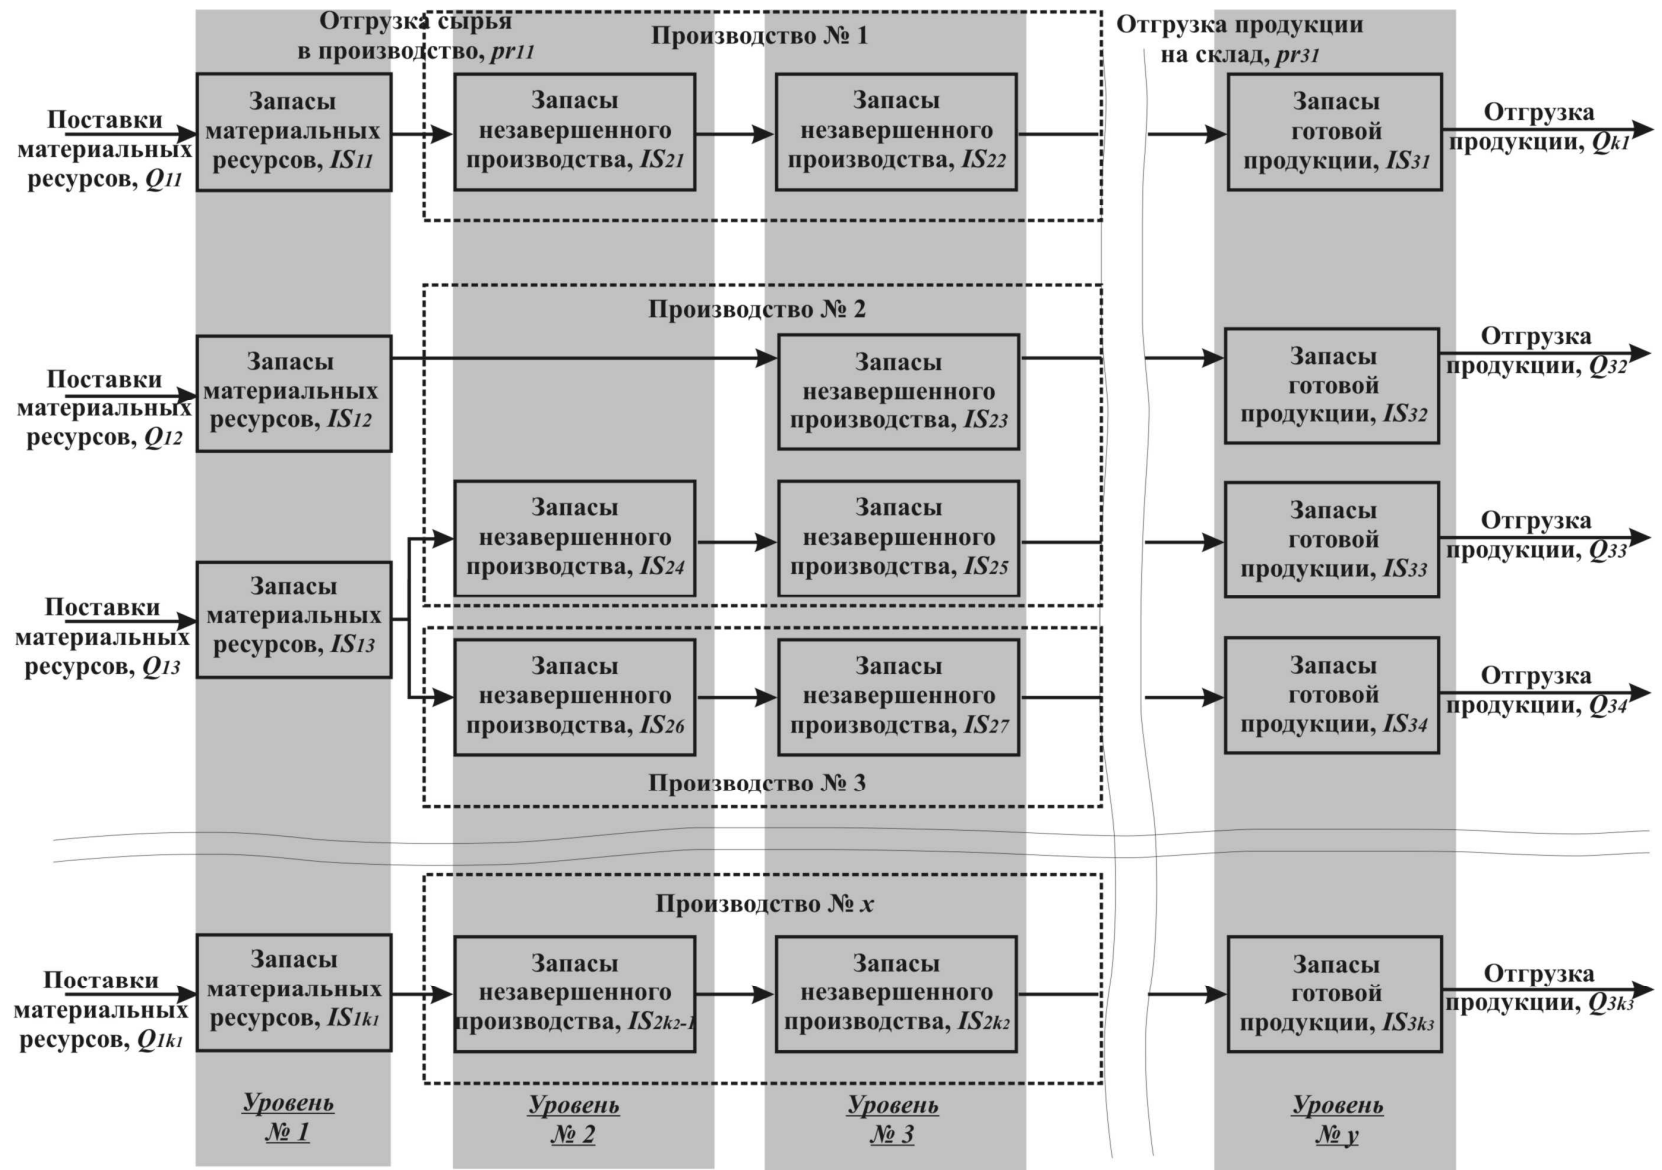 Отгрузка сырья
в производство, pr11
Производство № 1
Отгрузка продукции
на склад, pr31
Поставки
материальных
ресурсов, Q11
Запасы
материальных
ресурсов, IS11
Запасы
незавершенного
производства, IS21
Запасы
незавершенного
производства, IS22
Запасы
готовой
продукции, IS31
Отгрузка
продукции, Qk1
Производство № 2
Поставки
материальных
ресурсов, Q12
Запасы
материальных
ресурсов, IS12
Запасы
незавершенного
производства, IS23
Запасы
готовой
продукции, IS32
Отгрузка
продукции, Q32
Запасы
незавершенного
производства, IS24
Запасы
незавершенного
производства, IS25
Запасы
готовой
продукции, IS33
Отгрузка
продукции, Q33
Поставки
материальных
ресурсов, Q13
Запасы
материальных
ресурсов, IS13
Запасы
незавершенного
производства, IS26
Запасы
незавершенного
производства, IS27
Запасы
готовой
продукции, IS34
Отгрузка
продукции, Q34
Производство № 3
Производство № x
Поставки
материальных
ресурсов, Q1k1
Запасы
материальных
ресурсов, IS1k1
Запасы
незавершенного
производства, IS2k2-1
Запасы
незавершенного
производства, IS2k2
Запасы
готовой
продукции, IS3k3
Отгрузка
продукции, Q3k3
Уровень
№ 1
Уровень
№ 2
Уровень
№ 3
Уровень
№ y